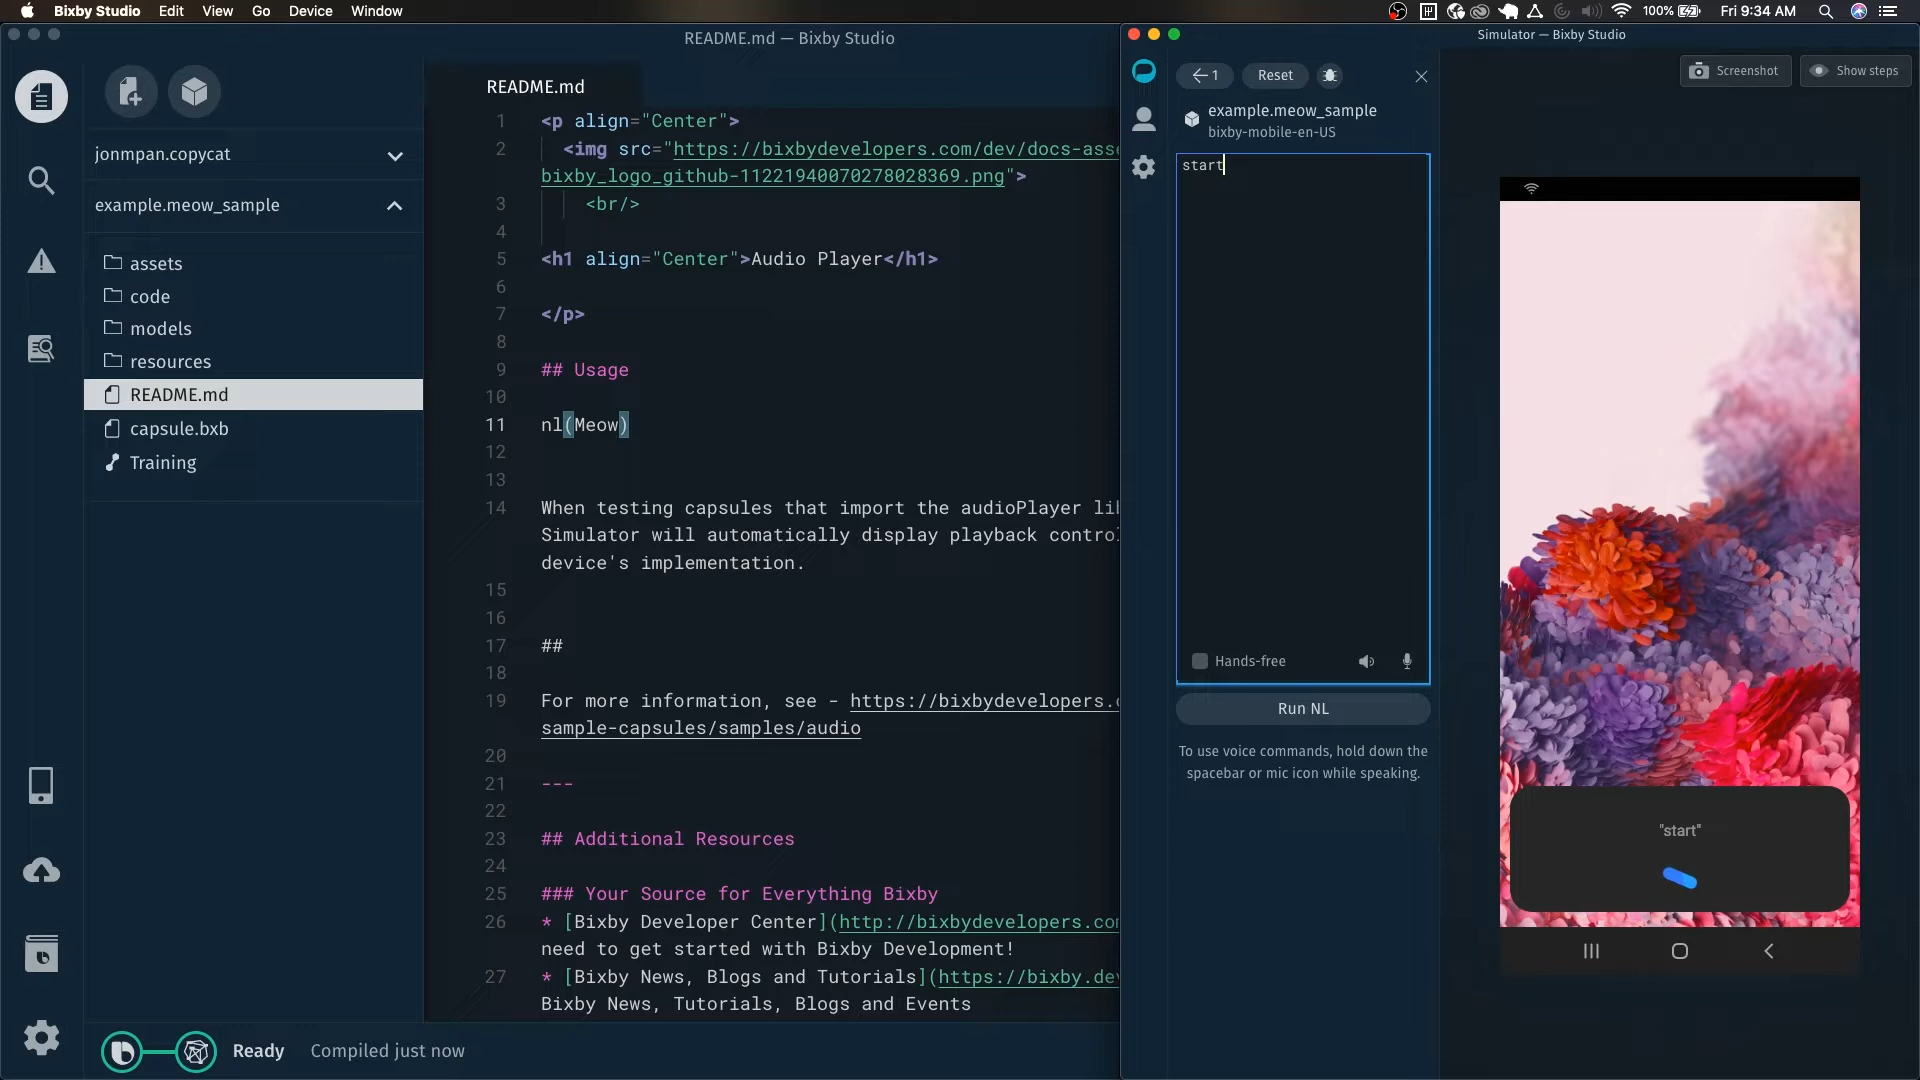 Bixby Studio Edit View Go Device Window
100% Fri 9:34 AM
README.md — Bixby Studio
jonmpan.copycat
example.meow_sample
assets
code
models
resources
README.md
capsule.bxb
Training
README.md
1 <p align="Center">
2 <img src="https://bixbydevelopers.com/dev/docs-asse
bixby_logo_github-11221940070278028369.png">
3 <br/>
4
5 <h1 align="Center">Audio Player</h1>
6
7 </p>
8
9 ## Usage
10
11 nl(Meow)
12
13
14 When testing capsules that import the audioPlayer li
Simulator will automatically display playback contro
device's implementation.
15
16
17 ##
18
19 For more information, see - https://bixbydevelopers.
sample-capsules/samples/audio
20
21 ---
22
23 ## Additional Resources
24
25 ### Your Source for Everything Bixby
26 * [Bixby Developer Center](http://bixbydevelopers.co
need to get started with Bixby Development!
27 * [Bixby News, Blogs and Tutorials](https://bixby.de
Bixby News, Tutorials, Blogs and Events
Ready Compiled just now
Simulator — Bixby Studio
1 Reset
Screenshot Show steps
example.meow_sample
bixby-mobile-en-US
start
Hands-free
Run NL
To use voice commands, hold down the
spacebar or mic icon while speaking.
"start"